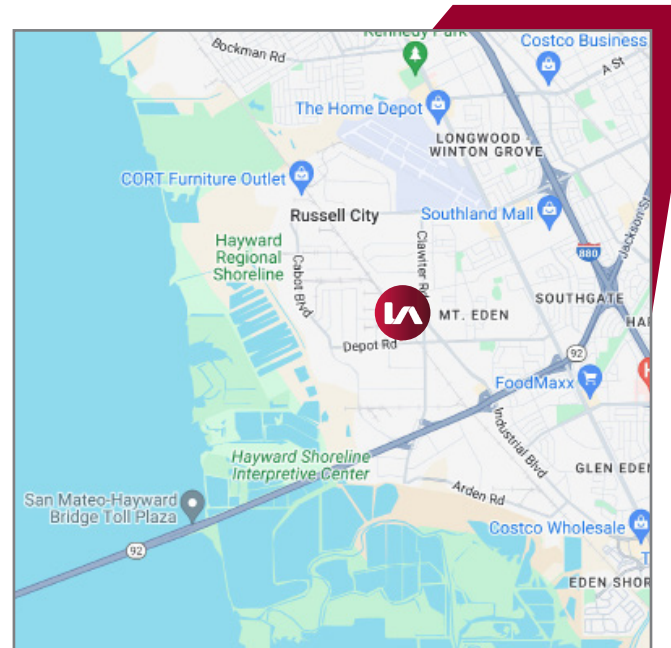 Kennedy Park
Bockman Rd
Costco Business
A St
The Home Depot
LONGWOOD -
WINTON GROVE
CORT Furniture Outlet
Russell City
Southland Mall
Jackson St
Hayward
Regional
Shoreline
Cabot Blvd
Clawiter Rd
880
SOUTHGATE
MT. EDEN
HAR
Depot Rd
92
FoodMaxx
H
Industrial Blvd
Hayward Shoreline
Interpretive Center
GLEN EDEN
Arden Rd
San Mateo-Hayward
Bridge Toll Plaza
Costco Wholesale
92
T
EDEN SHOR